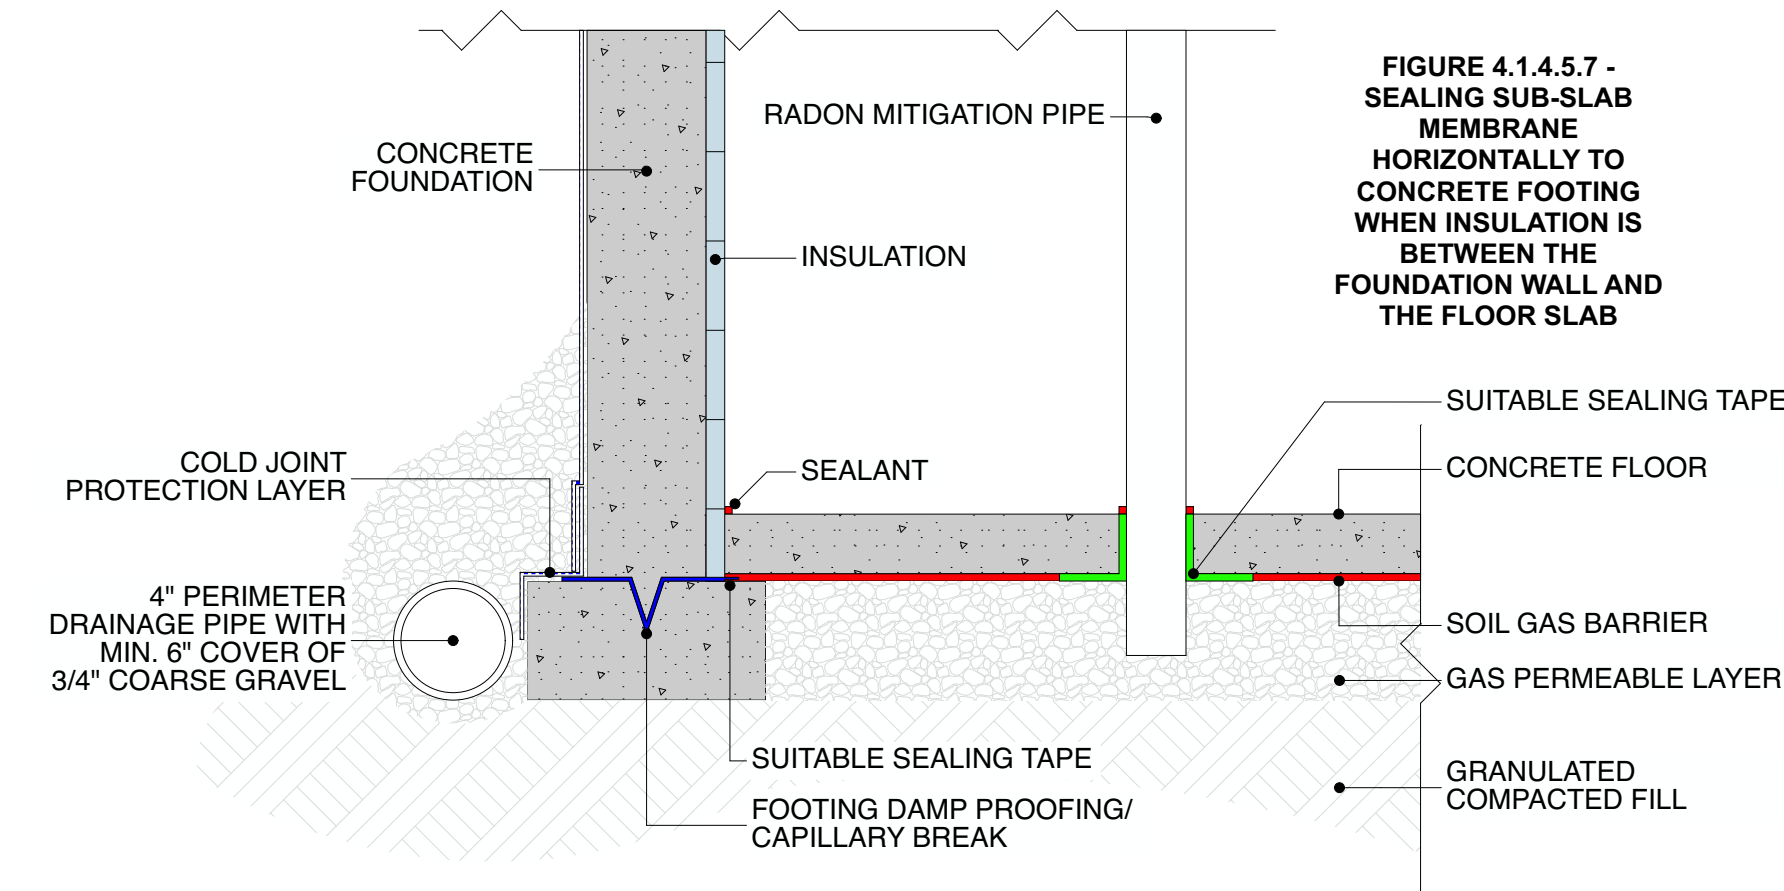 FIGURE 4.1.4.5.7 -
SEALING SUB-SLAB
MEMBRANE
HORIZONTALLY TO
CONCRETE FOOTING
WHEN INSULATION IS
BETWEEN THE
FOUNDATION WALL AND
THE FLOOR SLAB
RADON MITIGATION PIPE
CONCRETE
FOUNDATION
INSULATION
SUITABLE SEALING TAPE
COLD JOINT
PROTECTION LAYER
SEALANT
CONCRETE FLOOR
4" PERIMETER
DRAINAGE PIPE WITH
MIN. 6" COVER OF
3/4" COARSE GRAVEL
SOIL GAS BARRIER
GAS PERMEABLE LAYER
SUITABLE SEALING TAPE
GRANULATED
COMPACTED FILL
FOOTING DAMP PROOFING/
CAPILLARY BREAK